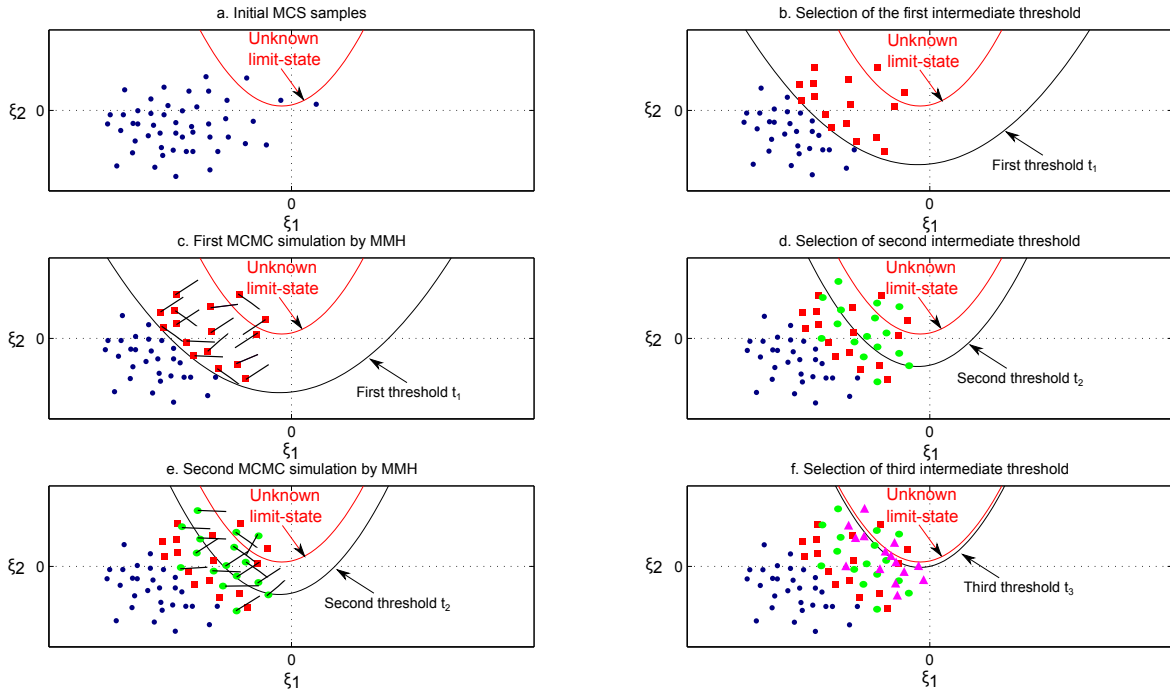 a. Initial MCS samples
Unknown
limit-state
ξ2
0
0
ξ1
b. Selection of the first intermediate threshold
Unknown
limit-state
First threshold t1
ξ2
0
0
ξ1
c. First MCMC simulation by MMH
Unknown
limit-state
First threshold t1
ξ2
0
0
ξ1
d. Selection of second intermediate threshold
Unknown
limit-state
Second threshold t2
ξ2
0
0
ξ1
e. Second MCMC simulation by MMH
Unknown
limit-state
Second threshold t2
ξ2
0
0
ξ1
f. Selection of third intermediate threshold
Unknown
limit-state
Third threshold t3
ξ2
0
0
ξ1